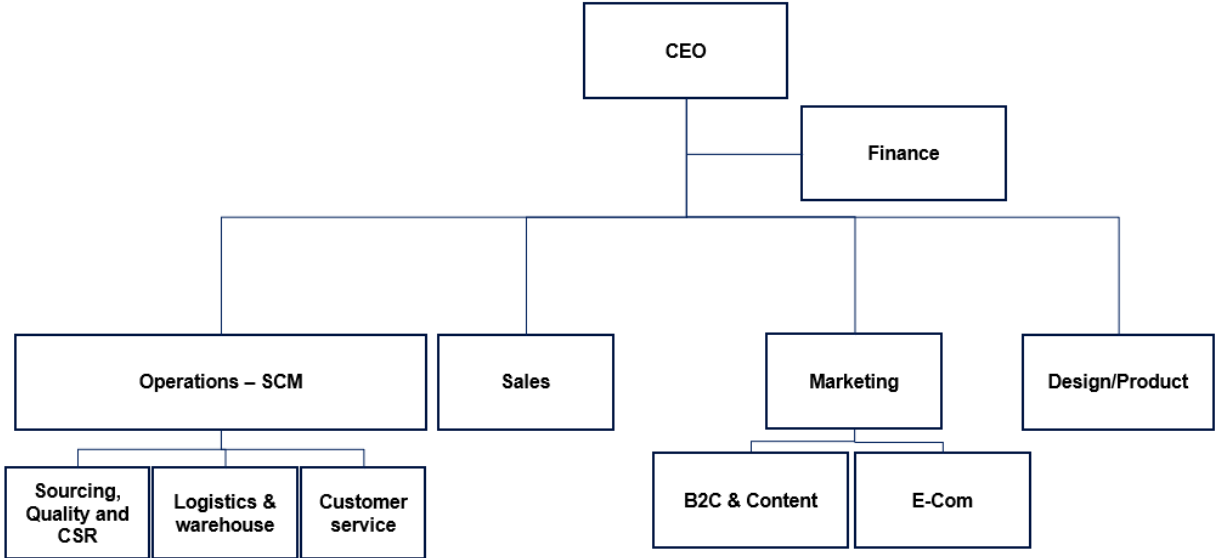 CEO
Finance
Operations – SCM
Sales
Marketing
Design/Product
Sourcing,
Quality and
CSR
Logistics &
warehouse
Customer
service
B2C & Content
E-Com